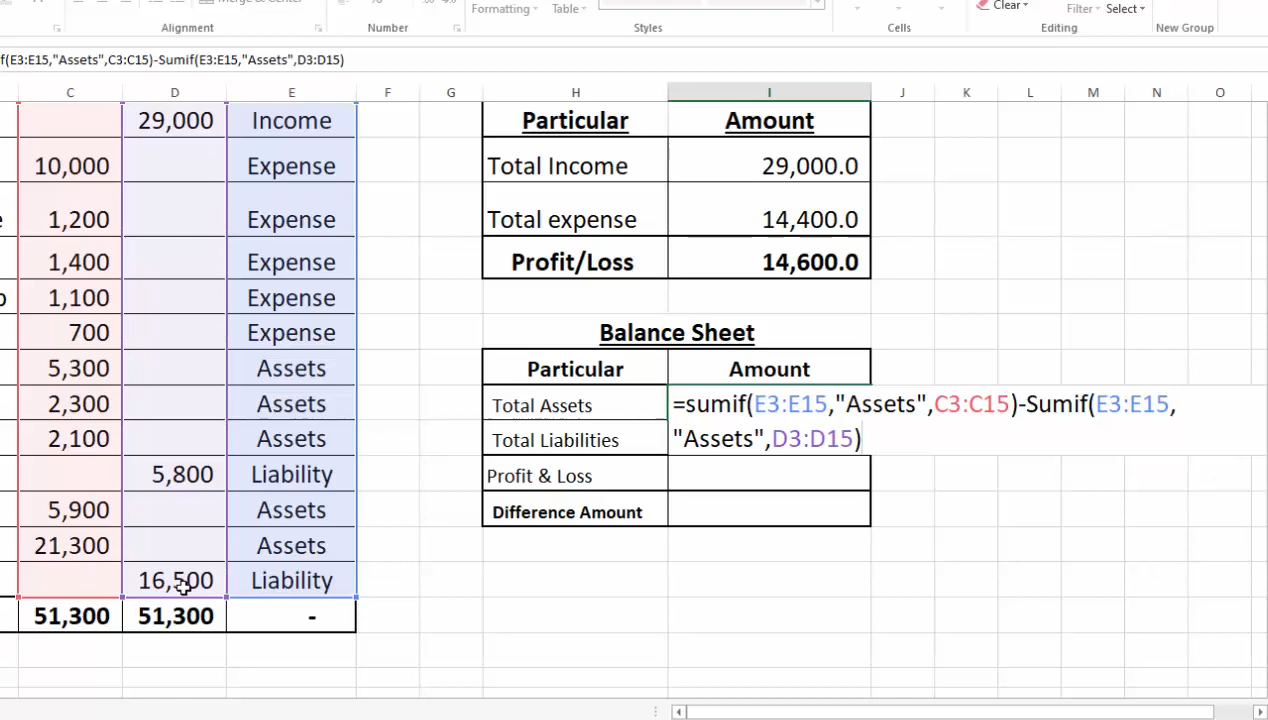 Merge & Center
Formatting Table Clear Filter Select
Alignment Number Styles Cells Editing New Group
f(E3:E15,"Assets",C3:C15)-Sumif(E3:E15,"Assets",D3:D15)
C D E F G H I J K L M N O
29,000 Income Particular Amount
10,000 Expense Total Income 29,000.0
e 1,200 Expense Total expense 14,400.0
1,400 Expense Profit/Loss 14,600.0
p 1,100 Expense
700 Expense Balance Sheet
5,300 Assets Particular Amount
2,300 Assets Total Assets =sumif(E3:E15,"Assets",C3:C15)-Sumif(E3:E15,
2,100 Assets Total Liabilities "Assets",D3:D15)
5,800 Liability Profit & Loss
5,900 Assets Difference Amount
21,300 Assets
16,500 Liability
51,300 51,300 -